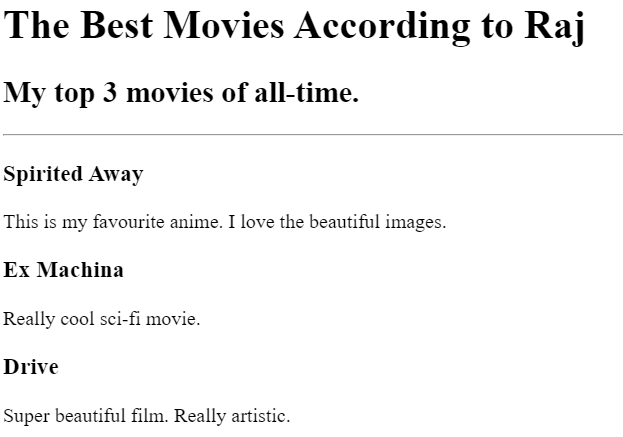 The Best Movies According to Raj
My top 3 movies of all-time.
Spirited Away
This is my favourite anime. I love the beautiful images.
Ex Machina
Really cool sci-fi movie.
Drive
Super beautiful film. Really artistic.